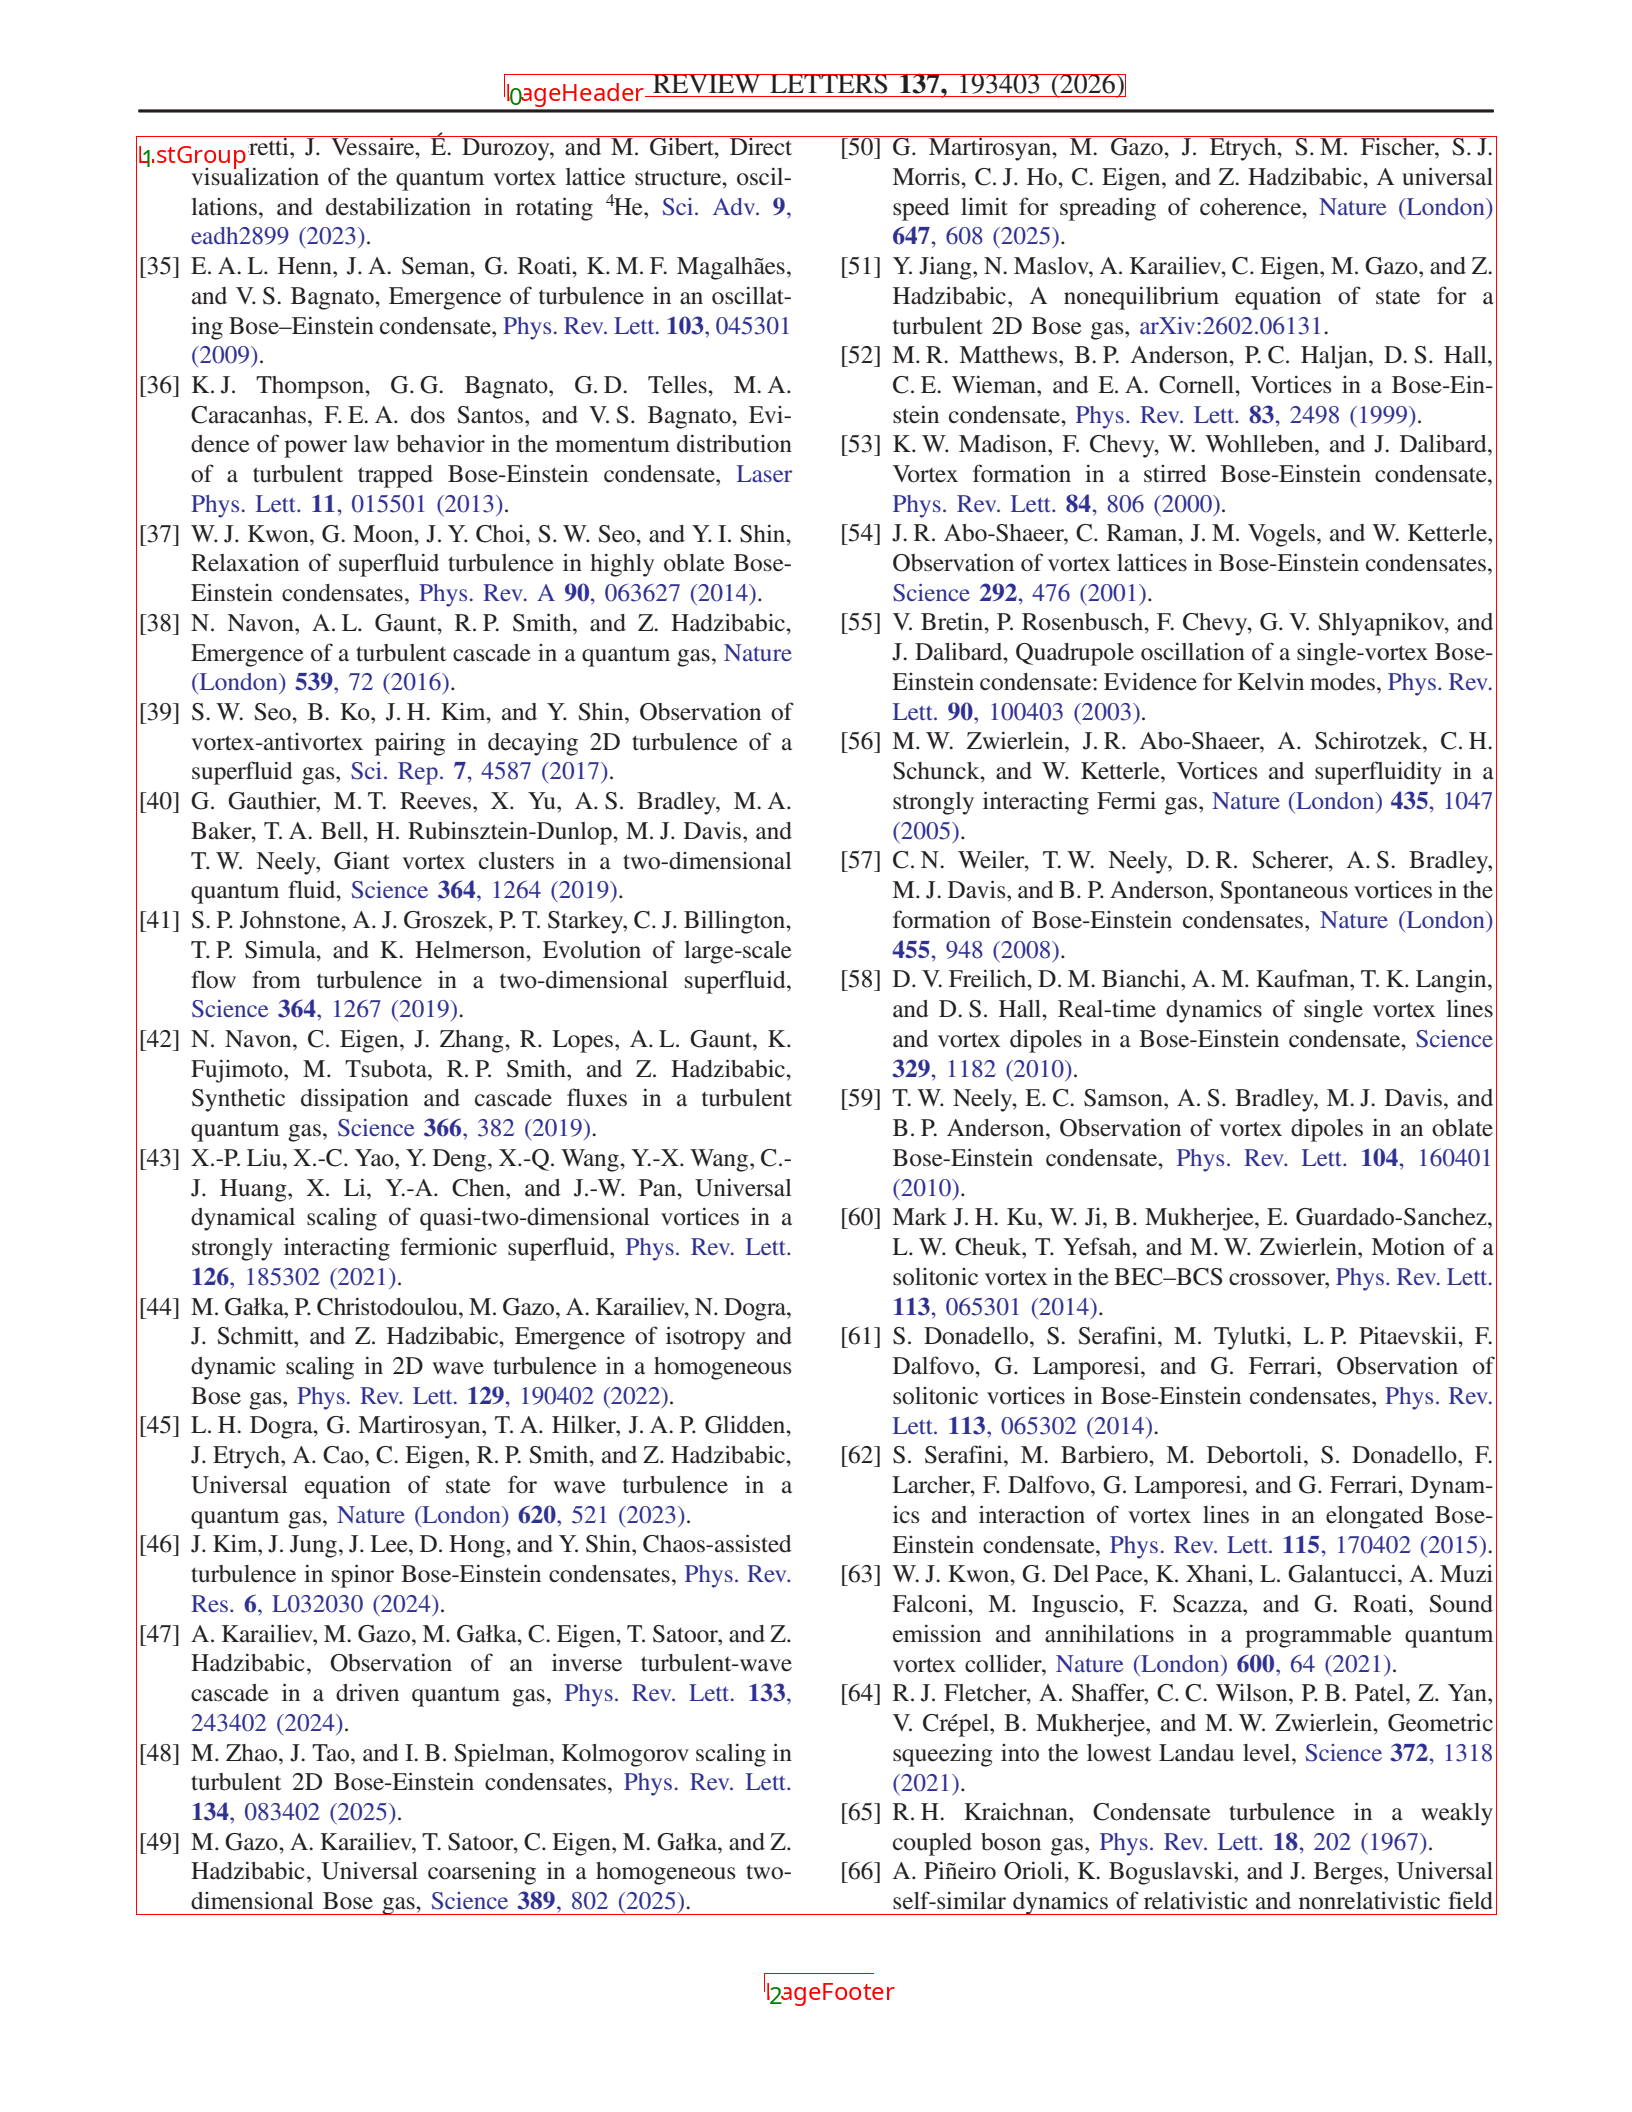 REVIEW LETTERS 137, 193403 (2026)
0
PageHeader
1
ListGroup
retti, J. Vessaire, É. Durozoy, and M. Gibert, Direct
visualization of the quantum vortex lattice structure, oscil-
lations, and destabilization in rotating ⁴He, Sci. Adv. 9,
eadh2899 (2023).
[35] E. A. L. Henn, J. A. Seman, G. Roati, K. M. F. Magalhães,
and V. S. Bagnato, Emergence of turbulence in an oscillat-
ing Bose–Einstein condensate, Phys. Rev. Lett. 103, 045301
(2009).
[36] K. J. Thompson, G. G. Bagnato, G. D. Telles, M. A.
Caracanhas, F. E. A. dos Santos, and V. S. Bagnato, Evi-
dence of power law behavior in the momentum distribution
of a turbulent trapped Bose-Einstein condensate, Laser
Phys. Lett. 11, 015501 (2013).
[37] W. J. Kwon, G. Moon, J. Y. Choi, S. W. Seo, and Y. I. Shin,
Relaxation of superfluid turbulence in highly oblate Bose-
Einstein condensates, Phys. Rev. A 90, 063627 (2014).
[38] N. Navon, A. L. Gaunt, R. P. Smith, and Z. Hadzibabic,
Emergence of a turbulent cascade in a quantum gas, Nature
(London) 539, 72 (2016).
[39] S. W. Seo, B. Ko, J. H. Kim, and Y. Shin, Observation of
vortex-antivortex pairing in decaying 2D turbulence of a
superfluid gas, Sci. Rep. 7, 4587 (2017).
[40] G. Gauthier, M. T. Reeves, X. Yu, A. S. Bradley, M. A.
Baker, T. A. Bell, H. Rubinsztein-Dunlop, M. J. Davis, and
T. W. Neely, Giant vortex clusters in a two-dimensional
quantum fluid, Science 364, 1264 (2019).
[41] S. P. Johnstone, A. J. Groszek, P. T. Starkey, C. J. Billington,
T. P. Simula, and K. Helmerson, Evolution of large-scale
flow from turbulence in a two-dimensional superfluid,
Science 364, 1267 (2019).
[42] N. Navon, C. Eigen, J. Zhang, R. Lopes, A. L. Gaunt, K.
Fujimoto, M. Tsubota, R. P. Smith, and Z. Hadzibabic,
Synthetic dissipation and cascade fluxes in a turbulent
quantum gas, Science 366, 382 (2019).
[43] X.-P. Liu, X.-C. Yao, Y. Deng, X.-Q. Wang, Y.-X. Wang, C.-
J. Huang, X. Li, Y.-A. Chen, and J.-W. Pan, Universal
dynamical scaling of quasi-two-dimensional vortices in a
strongly interacting fermionic superfluid, Phys. Rev. Lett.
126, 185302 (2021).
[44] M. Gałka, P. Christodoulou, M. Gazo, A. Karailiev, N. Dogra,
J. Schmitt, and Z. Hadzibabic, Emergence of isotropy and
dynamic scaling in 2D wave turbulence in a homogeneous
Bose gas, Phys. Rev. Lett. 129, 190402 (2022).
[45] L. H. Dogra, G. Martirosyan, T. A. Hilker, J. A. P. Glidden,
J. Etrych, A. Cao, C. Eigen, R. P. Smith, and Z. Hadzibabic,
Universal equation of state for wave turbulence in a
quantum gas, Nature (London) 620, 521 (2023).
[46] J. Kim, J. Jung, J. Lee, D. Hong, and Y. Shin, Chaos-assisted
turbulence in spinor Bose-Einstein condensates, Phys. Rev.
Res. 6, L032030 (2024).
[47] A. Karailiev, M. Gazo, M. Gałka, C. Eigen, T. Satoor, and Z.
Hadzibabic, Observation of an inverse turbulent-wave
cascade in a driven quantum gas, Phys. Rev. Lett. 133,
243402 (2024).
[48] M. Zhao, J. Tao, and I. B. Spielman, Kolmogorov scaling in
turbulent 2D Bose-Einstein condensates, Phys. Rev. Lett.
134, 083402 (2025).
[49] M. Gazo, A. Karailiev, T. Satoor, C. Eigen, M. Gałka, and Z.
Hadzibabic, Universal coarsening in a homogeneous two-
dimensional Bose gas, Science 389, 802 (2025).
[50] G. Martirosyan, M. Gazo, J. Etrych, S. M. Fischer, S. J.
Morris, C. J. Ho, C. Eigen, and Z. Hadzibabic, A universal
speed limit for spreading of coherence, Nature (London)
647, 608 (2025).
[51] Y. Jiang, N. Maslov, A. Karailiev, C. Eigen, M. Gazo, and Z.
Hadzibabic, A nonequilibrium equation of state for a
turbulent 2D Bose gas, arXiv:2602.06131.
[52] M. R. Matthews, B. P. Anderson, P. C. Haljan, D. S. Hall,
C. E. Wieman, and E. A. Cornell, Vortices in a Bose-Ein-
stein condensate, Phys. Rev. Lett. 83, 2498 (1999).
[53] K. W. Madison, F. Chevy, W. Wohlleben, and J. Dalibard,
Vortex formation in a stirred Bose-Einstein condensate,
Phys. Rev. Lett. 84, 806 (2000).
[54] J. R. Abo-Shaeer, C. Raman, J. M. Vogels, and W. Ketterle,
Observation of vortex lattices in Bose-Einstein condensates,
Science 292, 476 (2001).
[55] V. Bretin, P. Rosenbusch, F. Chevy, G. V. Shlyapnikov, and
J. Dalibard, Quadrupole oscillation of a single-vortex Bose-
Einstein condensate: Evidence for Kelvin modes, Phys. Rev.
Lett. 90, 100403 (2003).
[56] M. W. Zwierlein, J. R. Abo-Shaeer, A. Schirotzek, C. H.
Schunck, and W. Ketterle, Vortices and superfluidity in a
strongly interacting Fermi gas, Nature (London) 435, 1047
(2005).
[57] C. N. Weiler, T. W. Neely, D. R. Scherer, A. S. Bradley,
M. J. Davis, and B. P. Anderson, Spontaneous vortices in the
formation of Bose-Einstein condensates, Nature (London)
455, 948 (2008).
[58] D. V. Freilich, D. M. Bianchi, A. M. Kaufman, T. K. Langin,
and D. S. Hall, Real-time dynamics of single vortex lines
and vortex dipoles in a Bose-Einstein condensate, Science
329, 1182 (2010).
[59] T. W. Neely, E. C. Samson, A. S. Bradley, M. J. Davis, and
B. P. Anderson, Observation of vortex dipoles in an oblate
Bose-Einstein condensate, Phys. Rev. Lett. 104, 160401
(2010).
[60] Mark J. H. Ku, W. Ji, B. Mukherjee, E. Guardado-Sanchez,
L. W. Cheuk, T. Yefsah, and M. W. Zwierlein, Motion of a
solitonic vortex in the BEC–BCS crossover, Phys. Rev. Lett.
113, 065301 (2014).
[61] S. Donadello, S. Serafini, M. Tylutki, L. P. Pitaevskii, F.
Dalfovo, G. Lamporesi, and G. Ferrari, Observation of
solitonic vortices in Bose-Einstein condensates, Phys. Rev.
Lett. 113, 065302 (2014).
[62] S. Serafini, M. Barbiero, M. Debortoli, S. Donadello, F.
Larcher, F. Dalfovo, G. Lamporesi, and G. Ferrari, Dynam-
ics and interaction of vortex lines in an elongated Bose-
Einstein condensate, Phys. Rev. Lett. 115, 170402 (2015).
[63] W. J. Kwon, G. Del Pace, K. Xhani, L. Galantucci, A. Muzi
Falconi, M. Inguscio, F. Scazza, and G. Roati, Sound
emission and annihilations in a programmable quantum
vortex collider, Nature (London) 600, 64 (2021).
[64] R. J. Fletcher, A. Shaffer, C. C. Wilson, P. B. Patel, Z. Yan,
V. Crépel, B. Mukherjee, and M. W. Zwierlein, Geometric
squeezing into the lowest Landau level, Science 372, 1318
(2021).
[65] R. H. Kraichnan, Condensate turbulence in a weakly
coupled boson gas, Phys. Rev. Lett. 18, 202 (1967).
[66] A. Piñeiro Orioli, K. Boguslavski, and J. Berges, Universal
self-similar dynamics of relativistic and nonrelativistic field
2
PageFooter